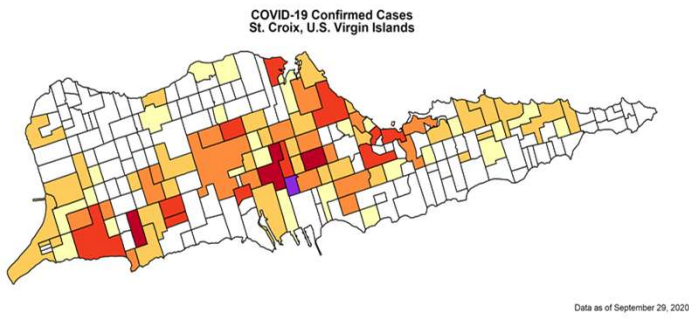 COVID-19 Confirmed Cases
St. Croix, U.S. Virgin Islands
Data as of September 29, 2020